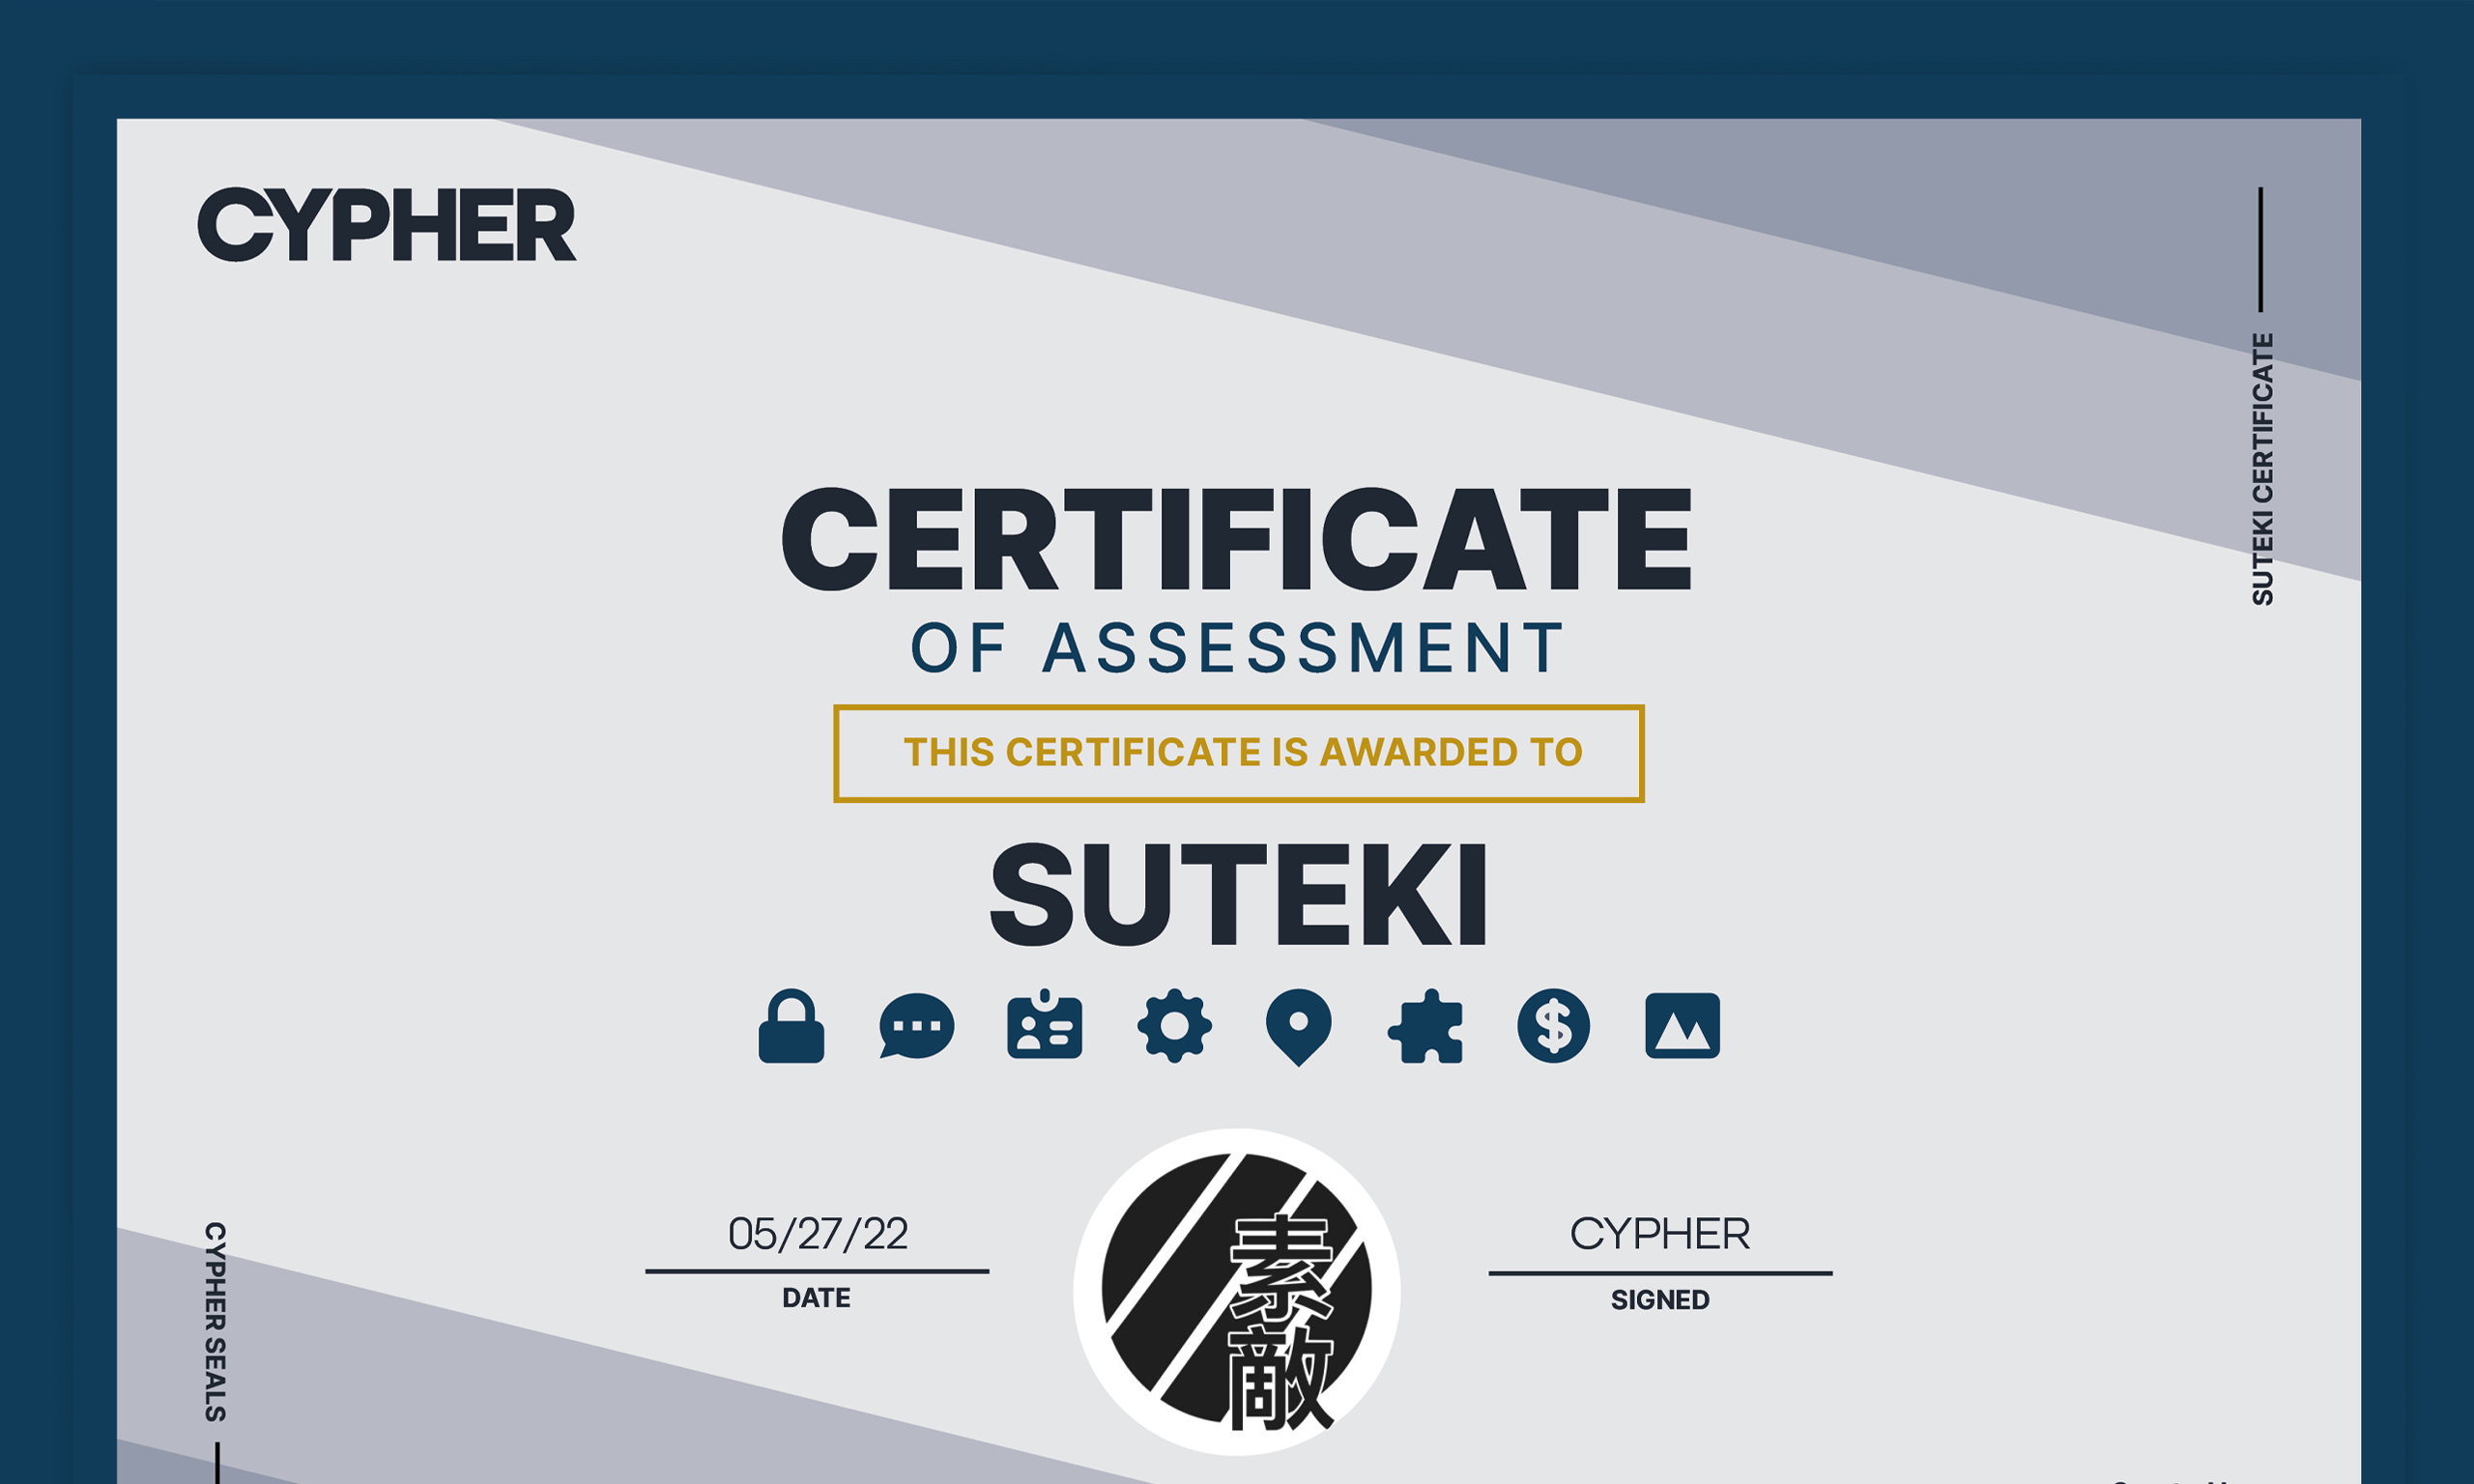 CYPHER
SUTEKI CERTIFICATE
CERTIFICATE
OF ASSESSMENT
THIS CERTIFICATE IS AWARDED TO
SUTEKI
05/27/22
DATE
素敵
CYPHER
SIGNED
CYPHER SEALS